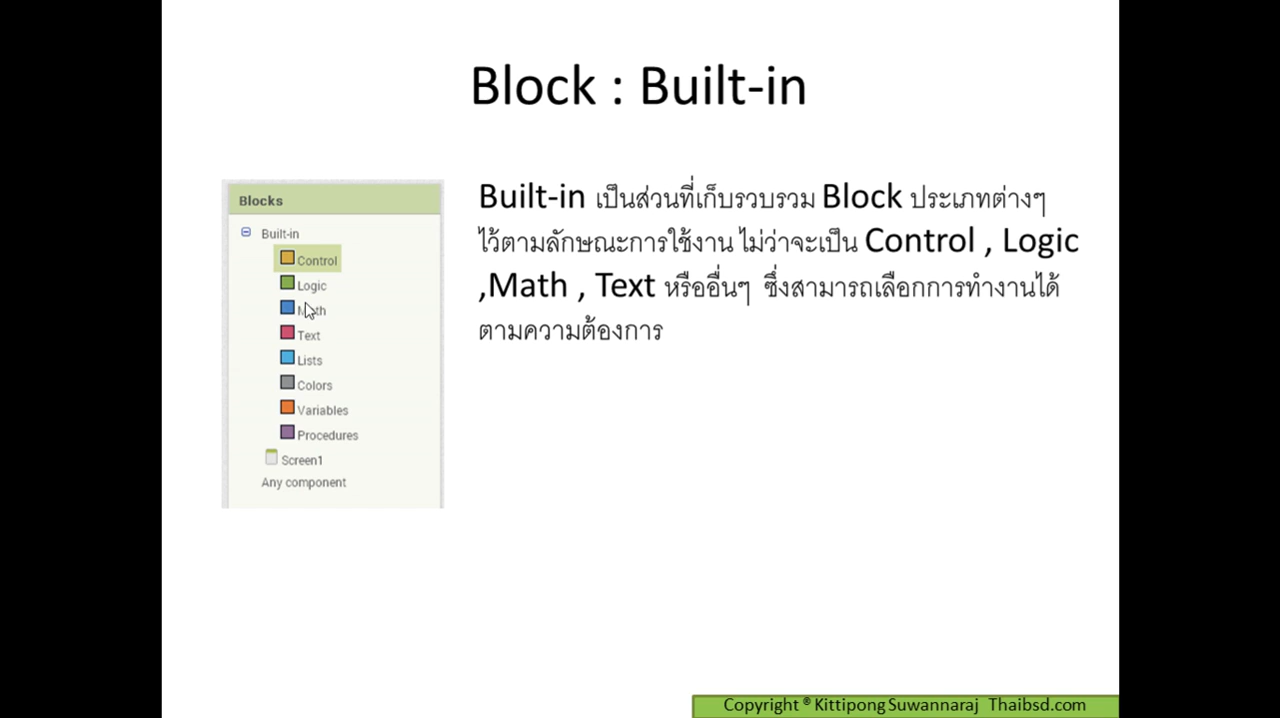 Block : Built-in
Blocks
Built-in
Control
Logic
Math
Text
Lists
Colors
Variables
Procedures
Screen1
Any component
Built-in เป็นส่วนที่เก็บรวบรวม Block ประเภทต่างๆ
ไว้ตามลักษณะการใช้งาน ไม่ว่าจะเป็น Control , Logic
,Math , Text หรืออื่นๆ ซึ่งสามารถเลือกการทำงานได้
ตามความต้องการ
Copyright ® Kittipong Suwannaraj Thaibsd.com